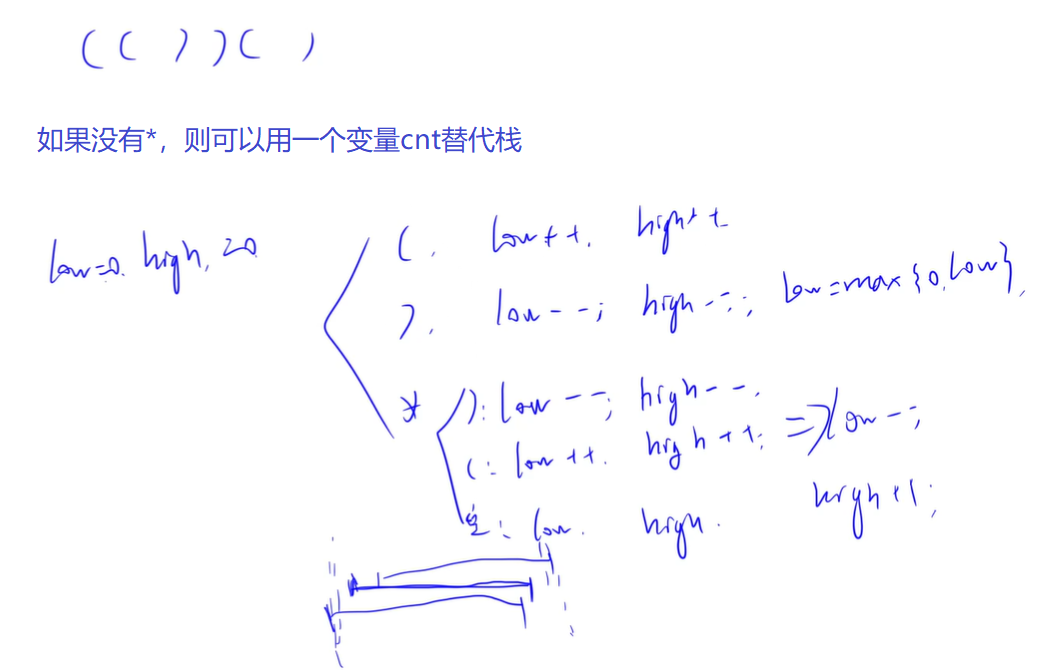 (())()
如果没有*，则可以用一个变量cnt替代栈
low=0. high, =0.
(. low++. high++
). low--; high--; low=max{0,low},
* ): low--; high--.
(: low++. high++; => low--;
空: low. high. high++;